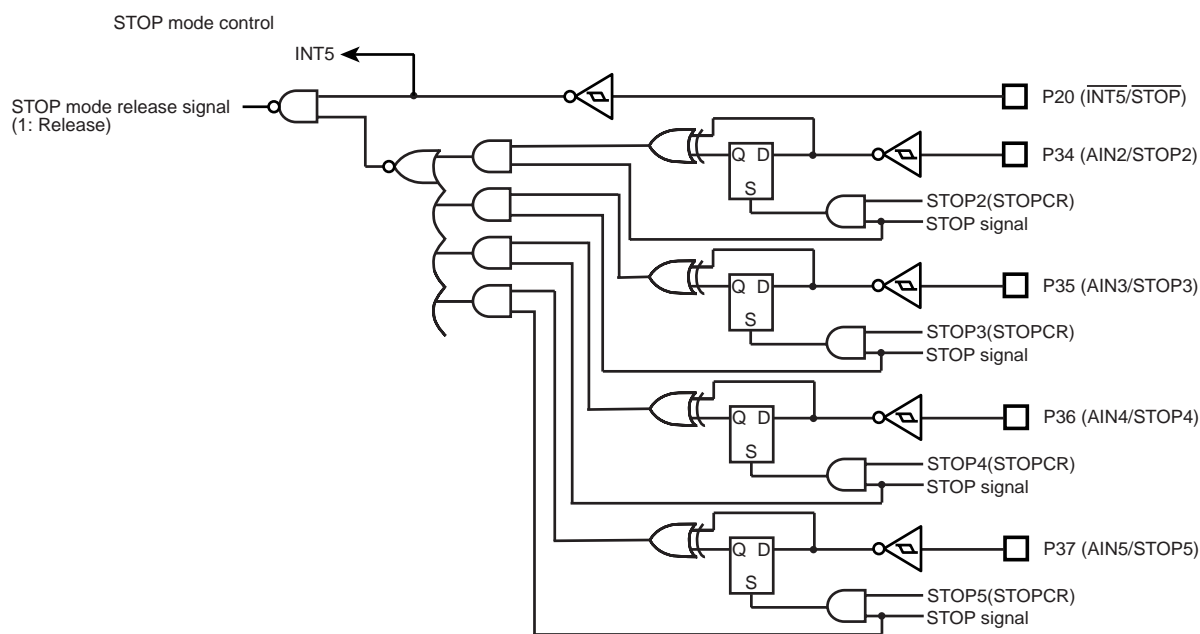 STOP mode control
INT5
STOP mode release signal
(1: Release)
P20 (INT5/STOP)
P34 (AIN2/STOP2)
Q D
S
STOP2(STOPCR)
STOP signal
P35 (AIN3/STOP3)
Q D
S
STOP3(STOPCR)
STOP signal
P36 (AIN4/STOP4)
Q D
S
STOP4(STOPCR)
STOP signal
P37 (AIN5/STOP5)
Q D
S
STOP5(STOPCR)
STOP signal